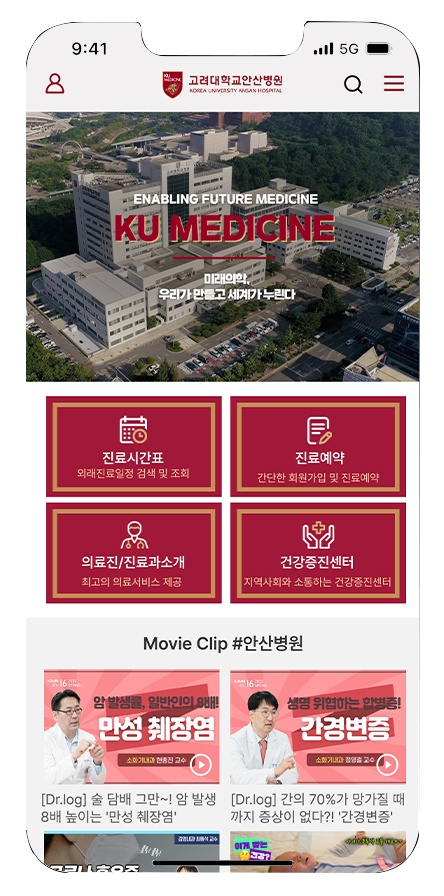 9:41
5G
KU
MEDICINE
고려대학교안산병원
KOREA UNIVERSITY ANSAN HOSPITAL
ENABLING FUTURE MEDICINE
KU MEDICINE
미래의학,
우리가 만들고 세계가 누린다
진료시간표
외래진료일정 검색 및 조회
진료예약
간단한 회원가입 및 진료예약
의료진/진료과소개
최고의 의료서비스 제공
건강증진센터
지역사회와 소통하는 건강증진센터
Movie Clip #안산병원
16
암 발생률, 일반인의 8배!
만성 췌장염
소화기내과 현종진 교수
[Dr.log] 술 담배 그만~! 암 발생
8배 높이는 '만성 췌장염'
16
생명 위협하는 합병증!
간경변증
소화기내과 정영걸 교수
[Dr.log] 간의 70%가 망가질 때
까지 증상이 없다?! '간경변증'